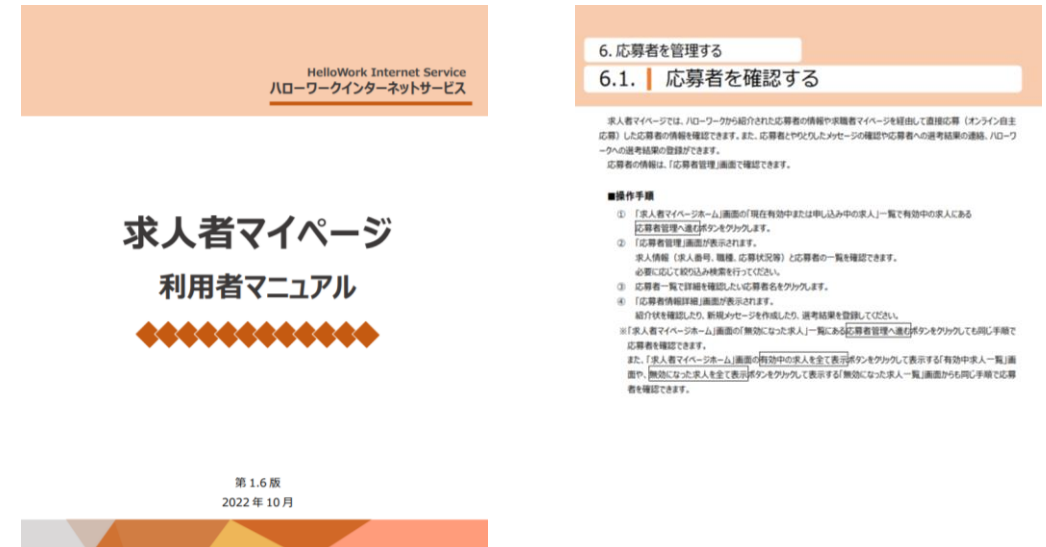 HelloWork Internet Service
ハローワークインターネットサービス
求人者マイページ
利用者マニュアル
第 1.6 版
2022 年 10 月
6. 応募者を管理する
6.1. 応募者を確認する
求人者マイページでは、ハローワークから紹介された応募者の情報や求職者マイページを経由して直接応募（オンライン自主
応募）した応募者の情報を確認できます。また、応募者とやりとりしたメッセージの確認や応募者への選考結果の連絡、ハローワ
ークへの選考結果の登録ができます。
応募者の情報は、「応募者管理」画面で確認できます。
■操作手順
① 「求人者マイページホーム」画面の「現在有効中または申し込み中の求人」一覧で有効中の求人にある
応募者管理へ進むボタンをクリックします。
② 「応募者管理」画面が表示されます。
求人情報（求人番号、職種、応募状況等）と応募者の一覧を確認できます。
必要に応じて絞り込み検索を行ってください。
③ 応募者一覧で詳細を確認したい応募者名をクリックします。
④ 「応募者情報詳細」画面が表示されます。
紹介状を確認したり、新規メッセージを作成したり、選考結果を登録してください。
※「求人者マイページホーム」画面の「無効になった求人」一覧にある応募者管理へ進むボタンをクリックしても同じ手順で
応募者を確認できます。
また、「求人者マイページホーム」画面の有効中の求人を全て表示ボタンをクリックして表示する「有効中求人一覧」画
面や、無効になった求人を全て表示ボタンをクリックして表示する「無効になった求人一覧」画面からも同じ手順で応募
者を確認できます。